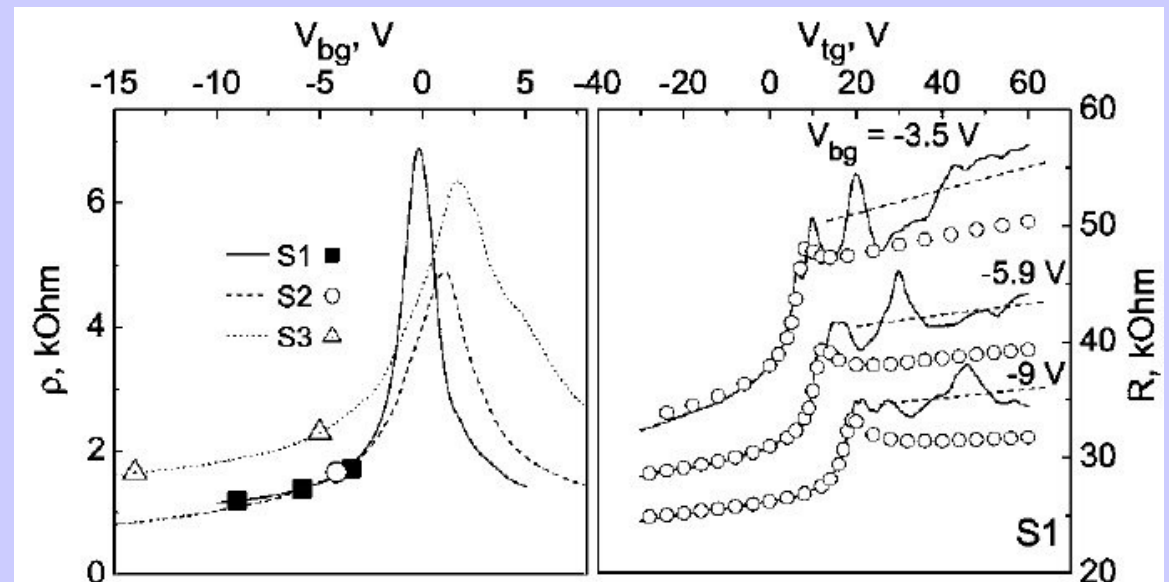 V_bg, V
-15 -10 -5 0 5
ρ, kOhm
6
4
2
0
S1
S2
S3
V_tg, V
-40 -20 0 20 40 60
V_bg = -3.5 V
-5.9 V
-9 V
S1
60
50
40
30
20
R, kOhm